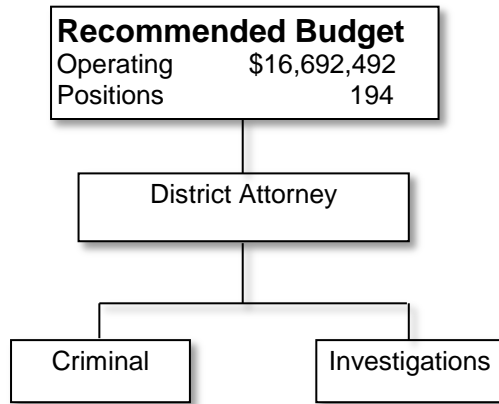 Recommended Budget
Operating $16,692,492
Positions 194
District Attorney
Criminal
Investigations